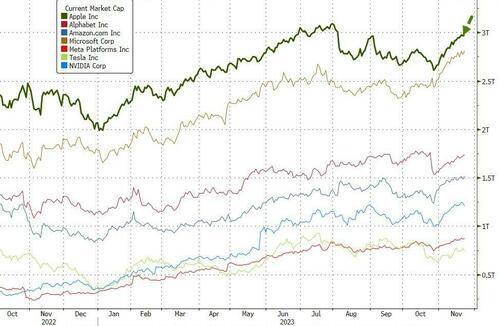 Current Market Cap
Apple Inc
Alphabet Inc
Amazon.com Inc
Microsoft Corp
Meta Platforms Inc
Tesla Inc
NVIDIA Corp
3T
2.5T
2T
1.5T
1T
0.5T
Oct Nov Dec Jan Feb Mar Apr May Jun Jul Aug Sep Oct Nov
2022 2023